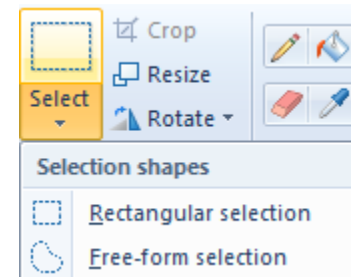 Crop
Resize
Select
Rotate
Selection shapes
Rectangular selection
Free-form selection